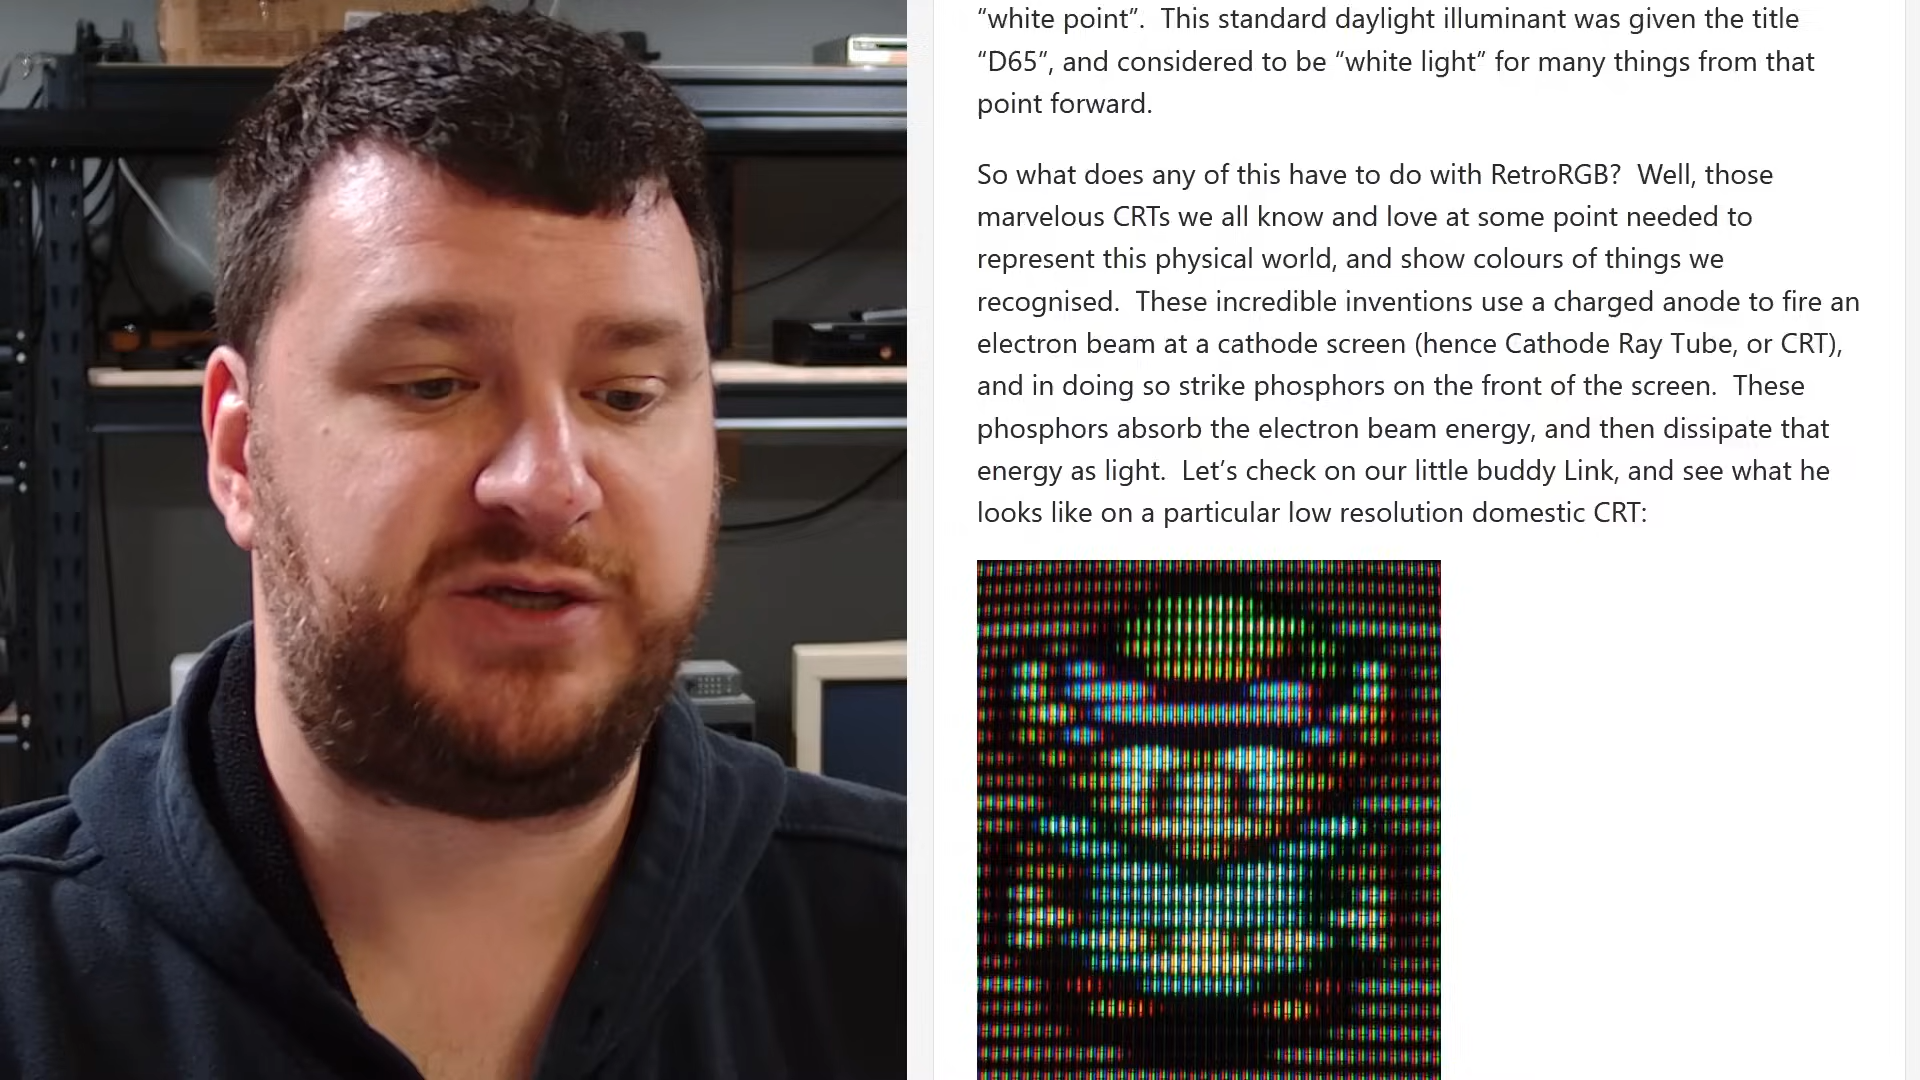 “white point”.  This standard daylight illuminant was given the title
“D65”, and considered to be “white light” for many things from that
point forward.
So what does any of this have to do with RetroRGB?  Well, those
marvelous CRTs we all know and love at some point needed to
represent this physical world, and show colours of things we
recognised.  These incredible inventions use a charged anode to fire an
electron beam at a cathode screen (hence Cathode Ray Tube, or CRT),
and in doing so strike phosphors on the front of the screen.  These
phosphors absorb the electron beam energy, and then dissipate that
energy as light.  Let’s check on our little buddy Link, and see what he
looks like on a particular low resolution domestic CRT: